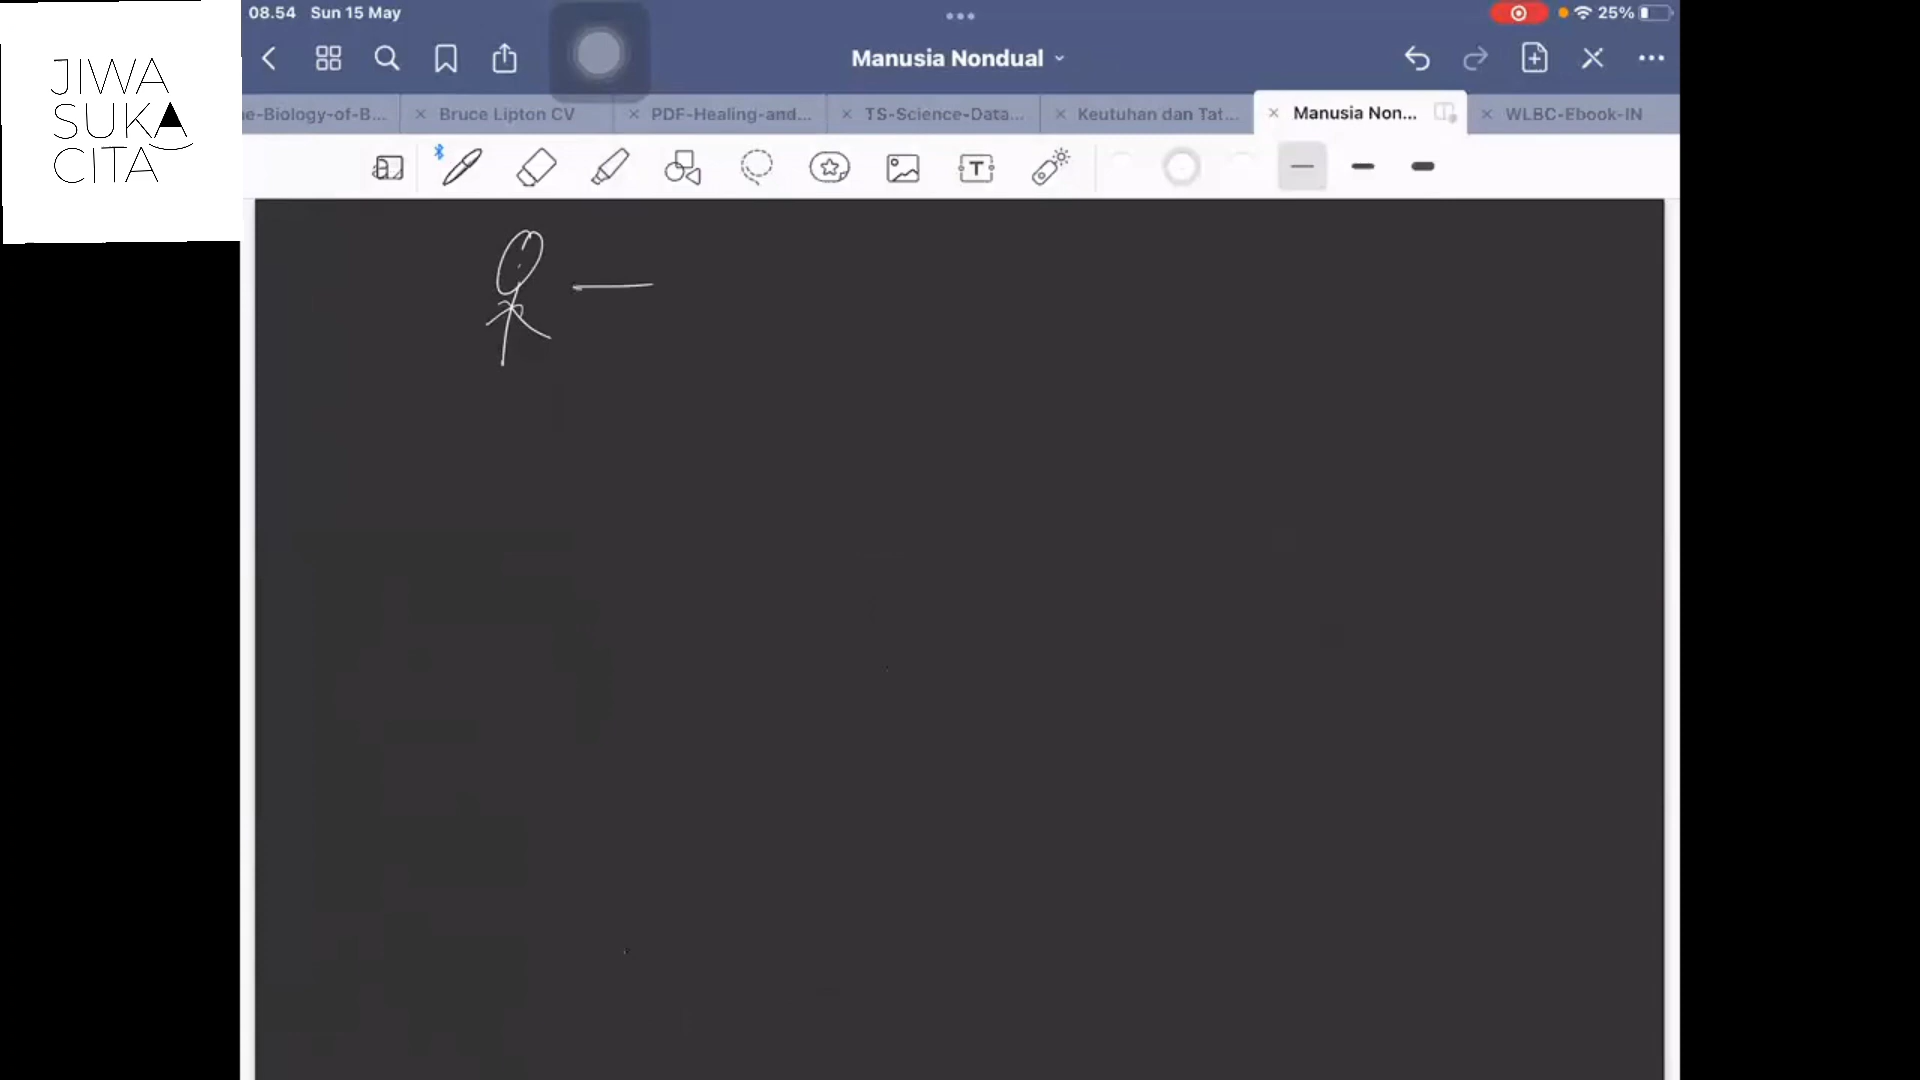 08.54 Sun 15 May
25%
JIWA
SUKA
CITA
Manusia Nondual
e-Biology-of-B...
Bruce Lipton CV
PDF-Healing-and...
TS-Science-Data...
Keutuhan dan Tat...
Manusia Non...
WLBC-Ebook-IN
T